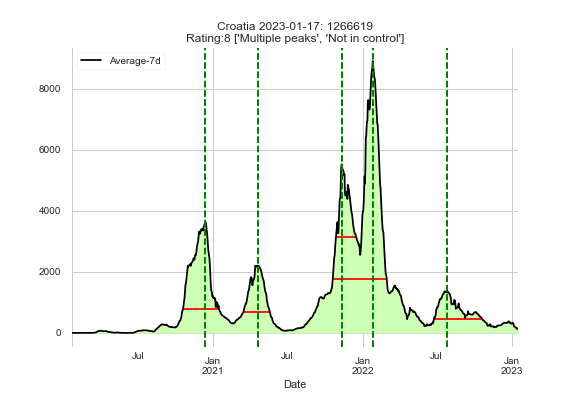 Croatia 2023-01-17: 1266619
Rating:8 ['Multiple peaks', 'Not in control']
Average-7d
8000
6000
4000
2000
0
Jul
Jan
2021
Jul
Jan
2022
Jul
Jan
2023
Date